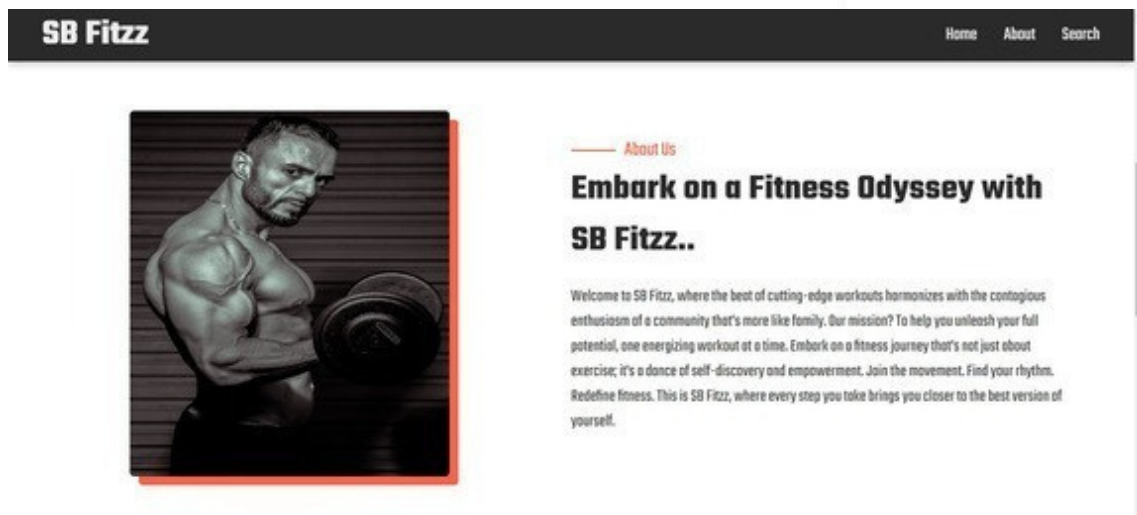 SB Fitzz
Home About Search
About Us
Embark on a Fitness Odyssey with
SB Fitzz..
Welcome to SB Fitzz, where the beat of cutting-edge workouts harmonizes with the contagious
enthusiasm of a community that's more like family. Our mission? To help you unleash your full
potential, one energizing workout at a time. Embark on a fitness journey that's not just about
exercise; it's a dance of self-discovery and empowerment. Join the movement. Find your rhythm.
Redefine fitness. This is SB Fitzz, where every step you take brings you closer to the best version of
yourself.